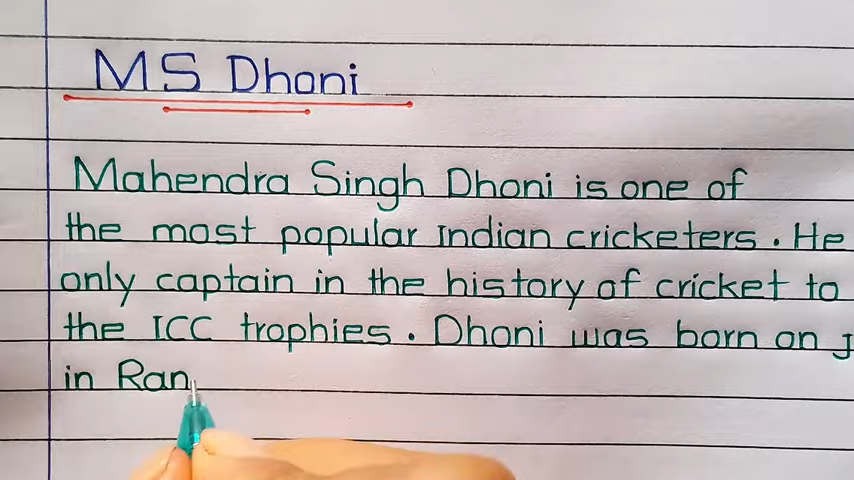 MS Dhoni
Mahendra Singh Dhoni is one of
the most popular Indian cricketers. He
only captain in the history of cricket to
the ICC trophies. Dhoni was born on J
in Ran